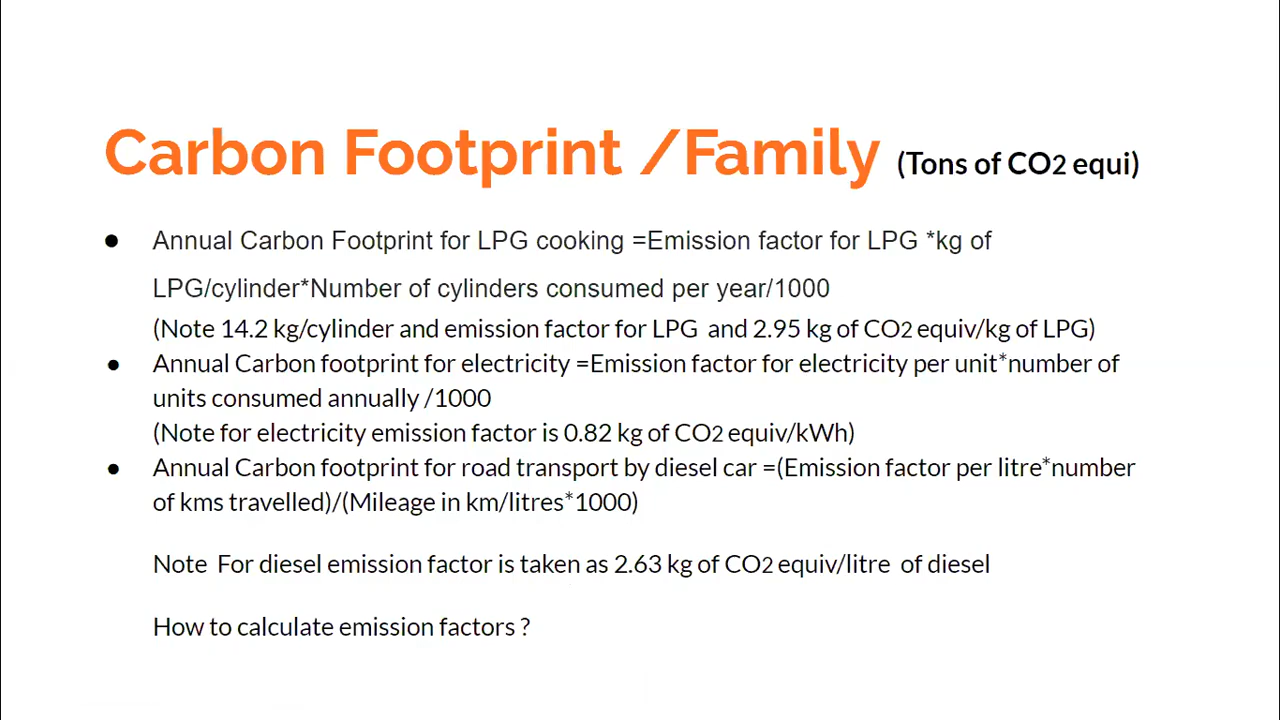 Carbon Footprint /Family (Tons of CO2 equi)
● Annual Carbon Footprint for LPG cooking =Emission factor for LPG *kg of
LPG/cylinder*Number of cylinders consumed per year/1000
(Note 14.2 kg/cylinder and emission factor for LPG and 2.95 kg of CO2 equiv/kg of LPG)
● Annual Carbon footprint for electricity =Emission factor for electricity per unit*number of
units consumed annually /1000
(Note for electricity emission factor is 0.82 kg of CO2 equiv/kWh)
● Annual Carbon footprint for road transport by diesel car =(Emission factor per litre*number
of kms travelled)/(Mileage in km/litres*1000)
Note For diesel emission factor is taken as 2.63 kg of CO2 equiv/litre of diesel
How to calculate emission factors ?